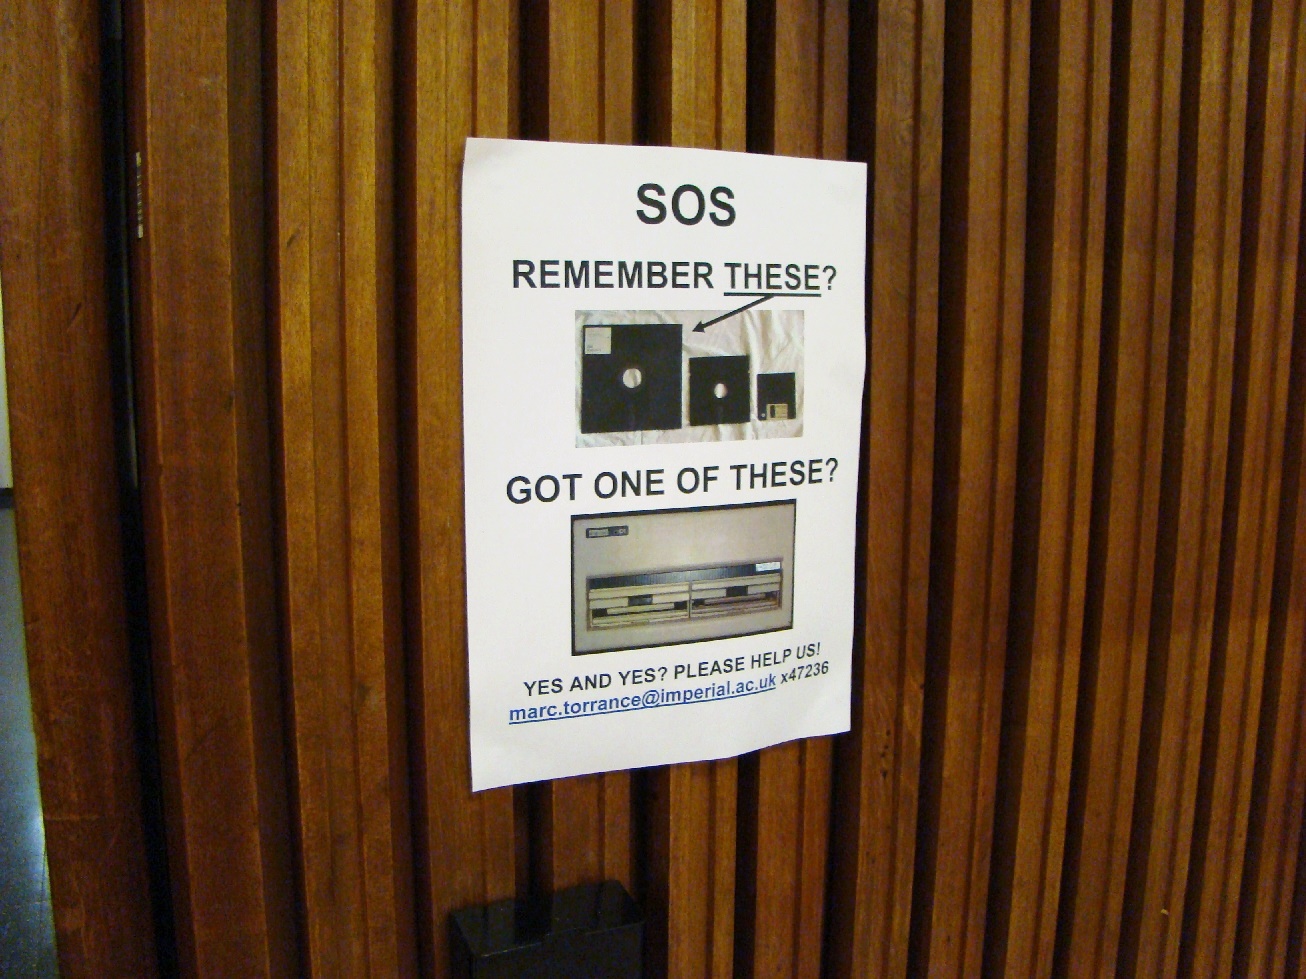 SOS
REMEMBER THESE?
GOT ONE OF THESE?
YES AND YES? PLEASE HELP US!
marc.torrance@imperial.ac.uk x47236